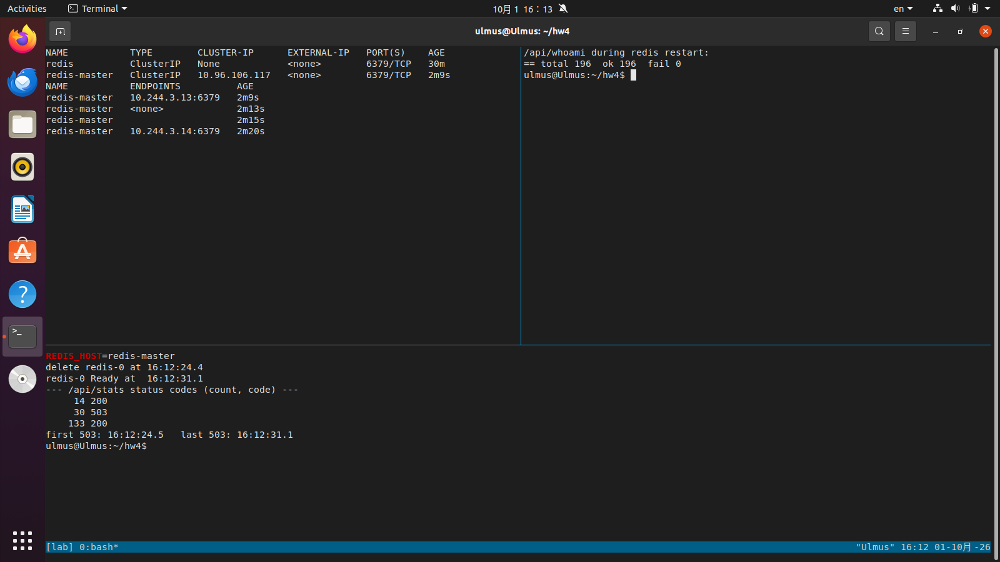 Activities Terminal 10月 1 16：13 en
ulmus@Ulmus: ~/hw4
NAME TYPE CLUSTER-IP EXTERNAL-IP PORT(S) AGE
redis ClusterIP None <none> 6379/TCP 30m
redis-master ClusterIP 10.96.106.117 <none> 6379/TCP 2m9s
NAME ENDPOINTS AGE
redis-master 10.244.3.13:6379 2m9s
redis-master <none> 2m13s
redis-master 2m15s
redis-master 10.244.3.14:6379 2m20s
/api/whoami during redis restart:
== total 196 ok 196 fail 0
ulmus@Ulmus:~/hw4$
REDIS_HOST=redis-master
delete redis-0 at 16:12:24.4
redis-0 Ready at 16:12:31.1
--- /api/stats status codes (count, code) ---
14 200
30 503
133 200
first 503: 16:12:24.5 last 503: 16:12:31.1
ulmus@Ulmus:~/hw4$
[lab] 0:bash* "Ulmus" 16:12 01-10月-26